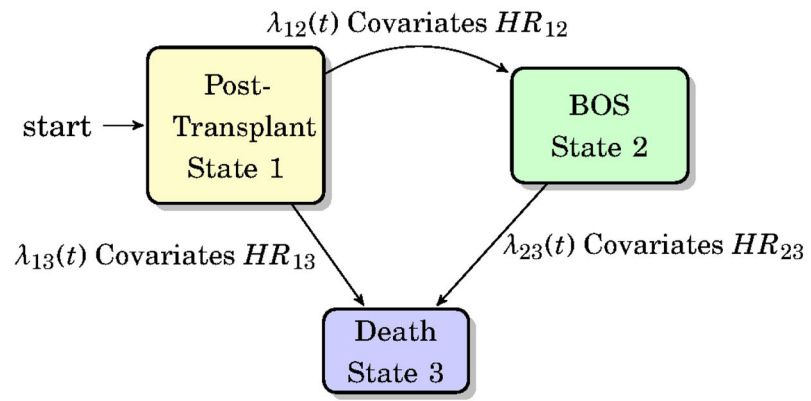 λ12(t) Covariates HR12
Post-
Transplant
State 1
BOS
State 2
start
λ13(t) Covariates HR13
λ23(t) Covariates HR23
Death
State 3